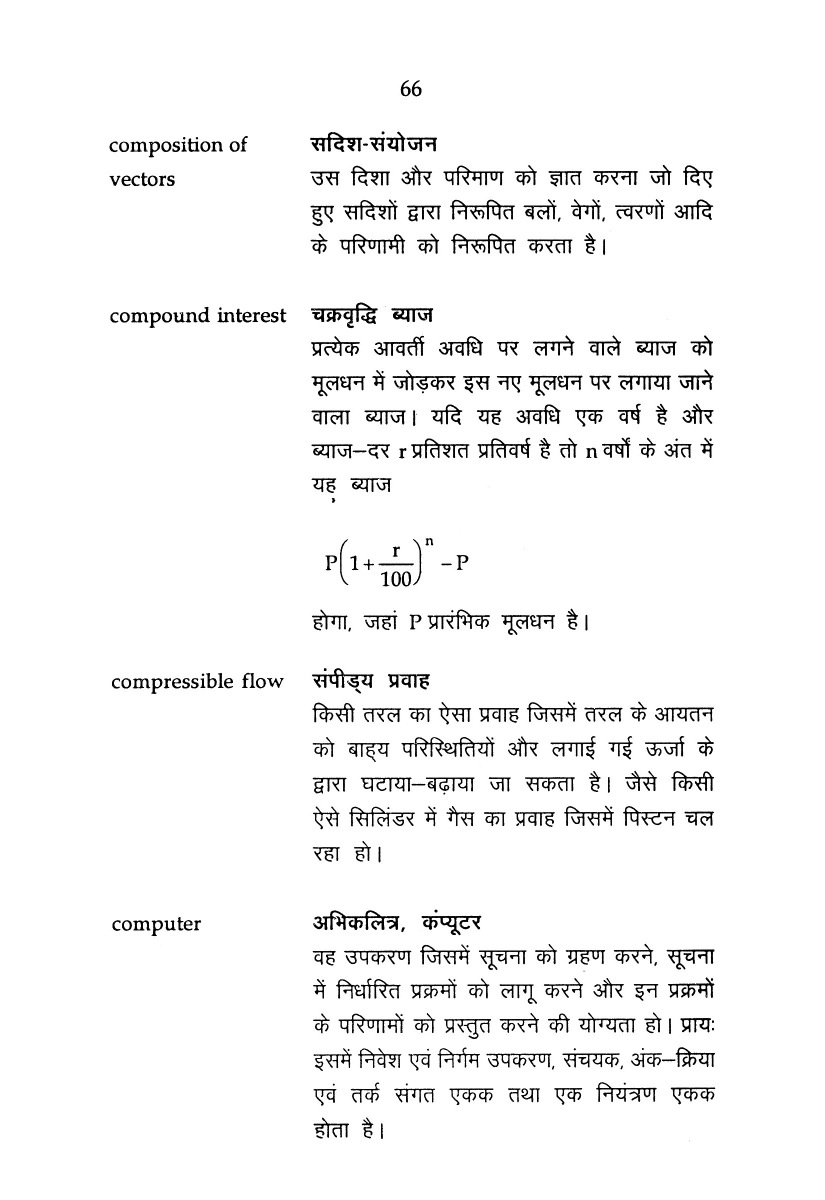 66
composition of सदिश-संयोजन
vectors उस दिशा और परिमाण को ज्ञात करना जो दिए
हुए सदिशों द्वारा निरूपित बलों, वेगों, त्वरणों आदि
के परिणामी को निरूपित करता है।
compound interest चक्रवृद्धि ब्याज
प्रत्येक आवर्ती अवधि पर लगने वाले ब्याज को
मूलधन में जोड़कर इस नए मूलधन पर लगाया जाने
वाला ब्याज। यदि यह अवधि एक वर्ष है और
ब्याज–दर r प्रतिशत प्रतिवर्ष है तो n वर्षों के अंत में
यह ब्याज
P(1+r/100)^n – P
होगा, जहां P प्रारंभिक मूलधन है।
compressible flow संपीड्य प्रवाह
किसी तरल का ऐसा प्रवाह जिसमें तरल के आयतन
को बाह्य परिस्थितियों और लगाई गई ऊर्जा के
द्वारा घटाया–बढ़ाया जा सकता है। जैसे किसी
ऐसे सिलिंडर में गैस का प्रवाह जिसमें पिस्टन चल
रहा हो।
computer अभिकलित्र, कंप्यूटर
वह उपकरण जिसमें सूचना को ग्रहण करने, सूचना
में निर्धारित प्रक्रमों को लागू करने और इन प्रक्रमों
के परिणामों को प्रस्तुत करने की योग्यता हो। प्रायः
इसमें निवेश एवं निर्गम उपकरण, संचयक, अंक–क्रिया
एवं तर्क संगत एकक तथा एक नियंत्रण एकक
होता है।